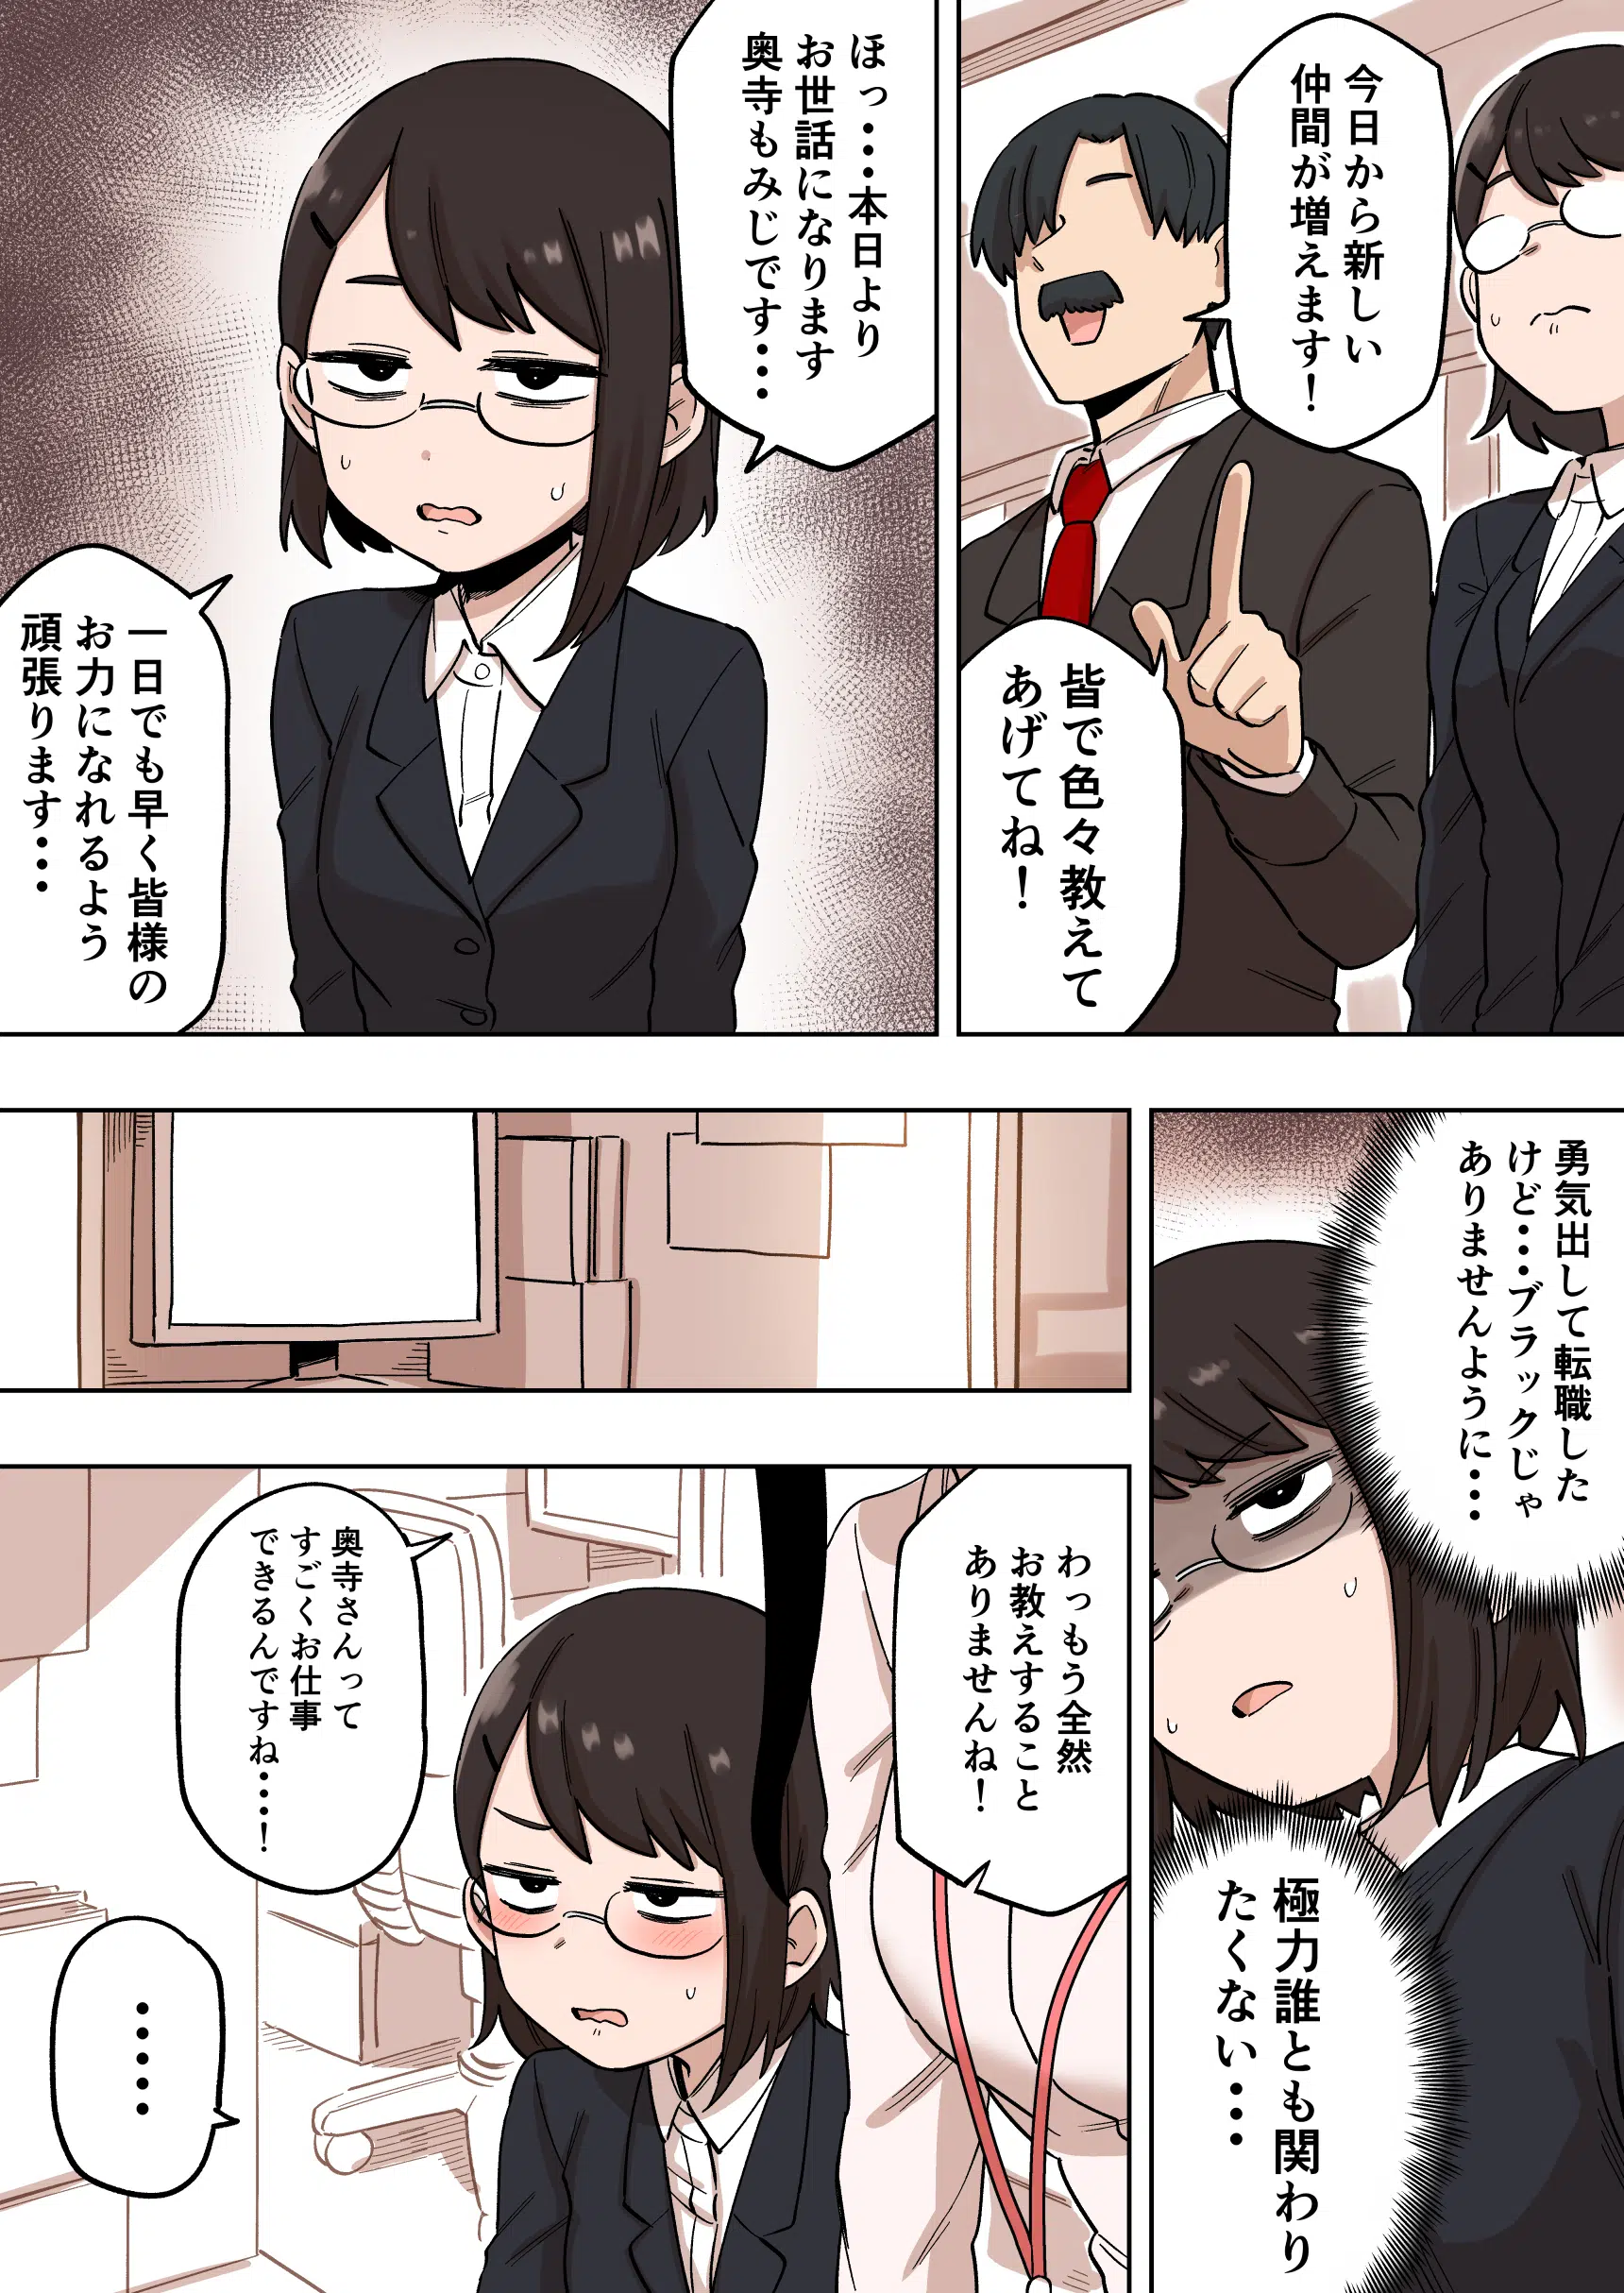 今日から新しい
仲間が増えます！
皆で色々教えて
あげてね！
ほっ・・・本日より
お世話になります
奥寺もみじです・・・
一日でも早く皆様の
お力になれるよう
頑張ります・・・
勇気出して転職した
けど・・・ブラックじゃ
ありませんように・・・
極力誰とも関わり
たくない・・・
わっもう全然
お教えすること
ありませんね！
奥寺さんって
すごくお仕事
できるんですね・・・！
・・・・・